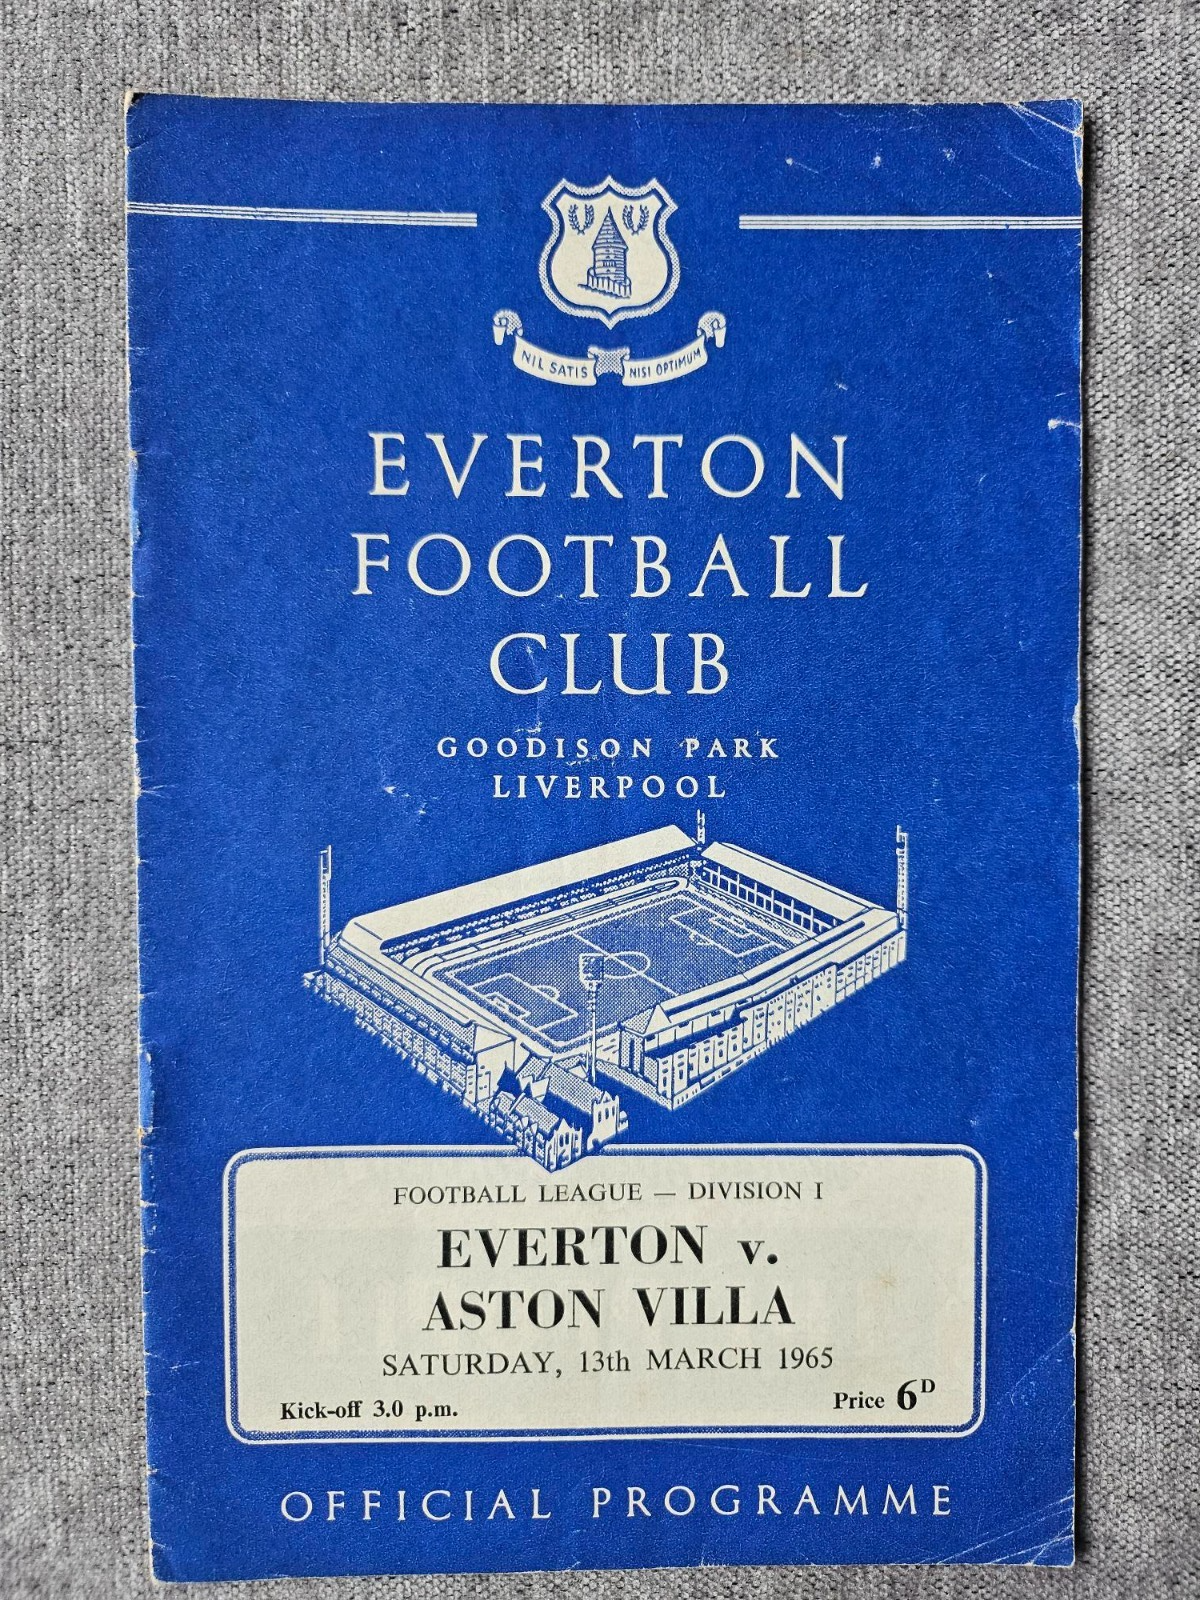 NIL SATIS NISI OPTIMUM
EVERTON
FOOTBALL
CLUB
GOODISON PARK
LIVERPOOL
FOOTBALL LEAGUE — DIVISION I
EVERTON v.
ASTON VILLA
SATURDAY, 13th MARCH 1965
Kick-off 3.0 p.m.
Price 6D
OFFICIAL PROGRAMME